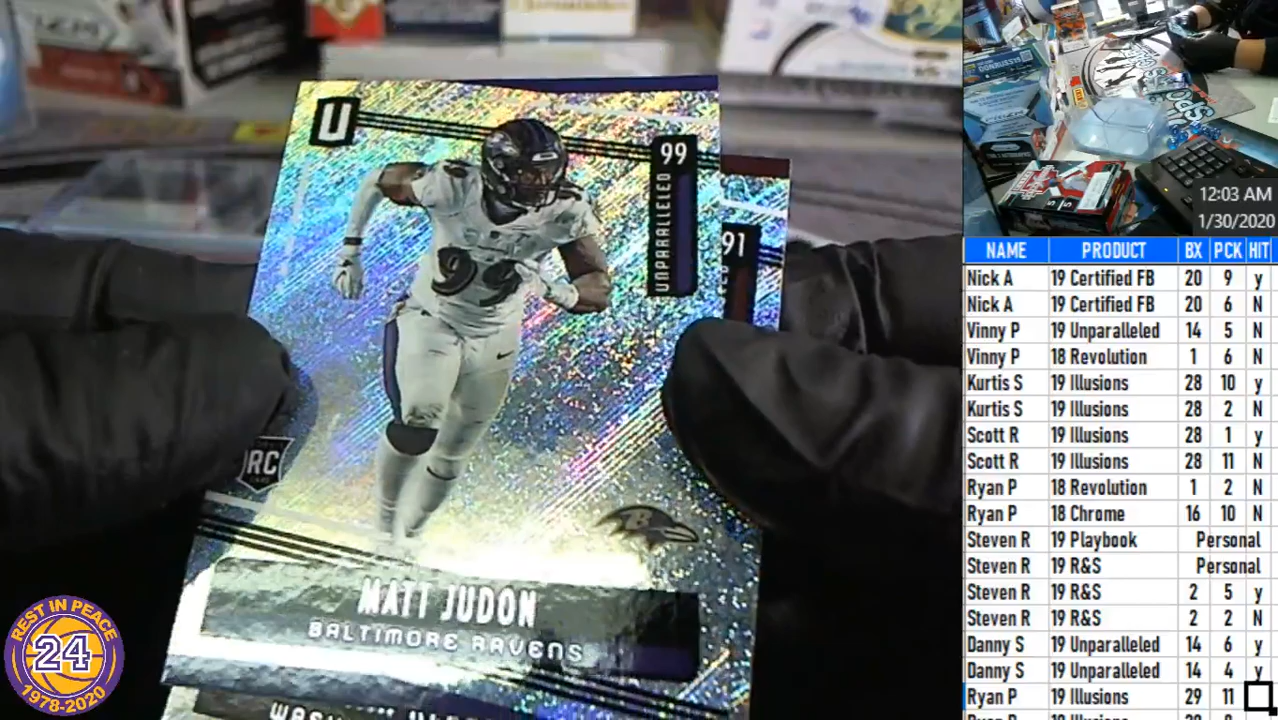 U
99
UNPARALLELED
91
99
RC
MATT JUDON
BALTIMORE RAVENS
REST IN PEACE
24
1978-2020
12:03 AM
1/30/2020
NAME PRODUCT BX PCK HIT
Nick A 19 Certified FB 20 9 y
Nick A 19 Certified FB 20 6 N
Vinny P 19 Unparalleled 14 5 N
Vinny P 18 Revolution 1 6 N
Kurtis S 19 Illusions 28 10 y
Kurtis S 19 Illusions 28 2 N
Scott R 19 Illusions 28 1 y
Scott R 19 Illusions 28 11 N
Ryan P 18 Revolution 1 2 N
Ryan P 18 Chrome 16 10 N
Steven R 19 Playbook Personal
Steven R 19 R&S Personal
Steven R 19 R&S 2 5 y
Steven R 19 R&S 2 2 N
Danny S 19 Unparalleled 14 6 y
Danny S 19 Unparalleled 14 4 y
Ryan P 19 Illusions 29 11